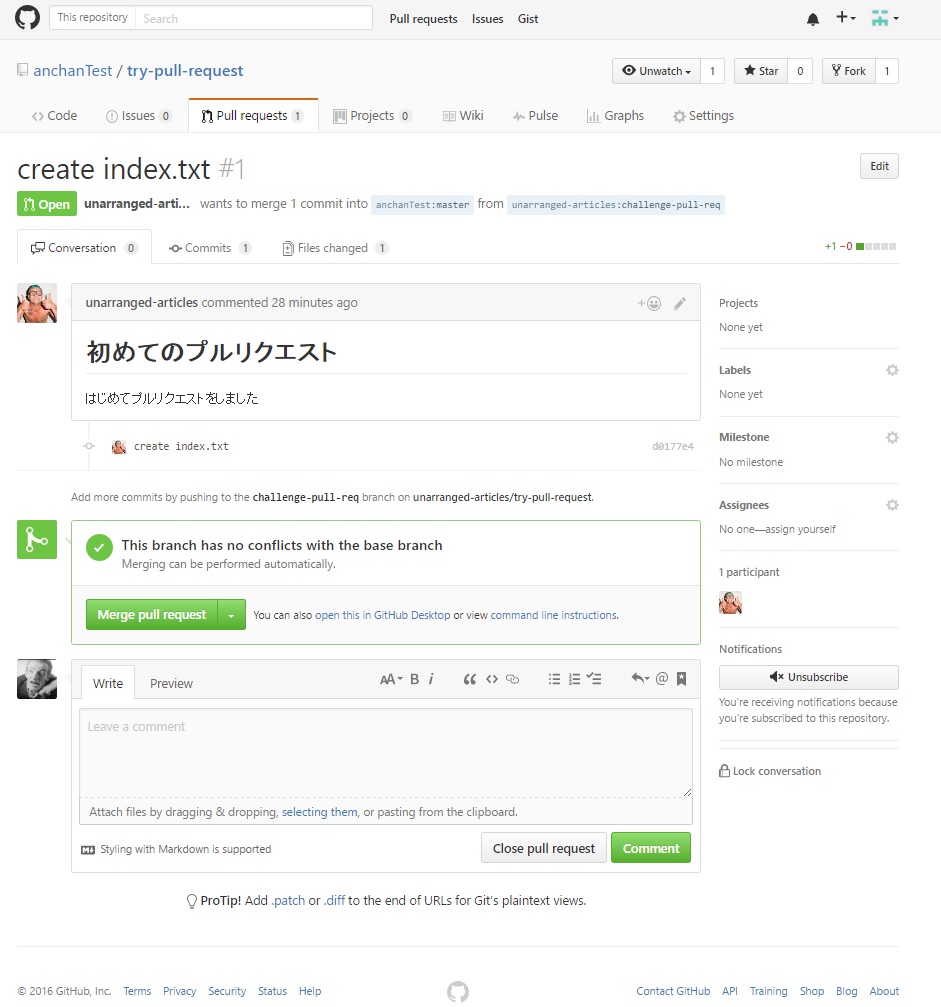 This repository Search Pull requests Issues Gist
anchanTest / try-pull-request Unwatch 1 Star 0 Fork 1
Code Issues 0 Pull requests 1 Projects 0 Wiki Pulse Graphs Settings
create index.txt #1 Edit
Open unarranged-arti... wants to merge 1 commit into anchanTest:master from unarranged-articles:challenge-pull-req
Conversation 0 Commits 1 Files changed 1 +1 −0
unarranged-articles commented 28 minutes ago
初めてのプルリクエスト
はじめてプルリクエストをしました
create index.txt d0177e4
Add more commits by pushing to the challenge-pull-req branch on unarranged-articles/try-pull-request.
This branch has no conflicts with the base branch
Merging can be performed automatically.
Merge pull request You can also open this in GitHub Desktop or view command line instructions.
Write Preview AA B i
Leave a comment
Attach files by dragging & dropping, selecting them, or pasting from the clipboard.
Styling with Markdown is supported Close pull request Comment
ProTip! Add .patch or .diff to the end of URLs for Git's plaintext views.
Projects
None yet
Labels
None yet
Milestone
No milestone
Assignees
No one—assign yourself
1 participant
Notifications
Unsubscribe
You're receiving notifications because
you're subscribed to this repository.
Lock conversation
© 2016 GitHub, Inc. Terms Privacy Security Status Help Contact GitHub API Training Shop Blog About